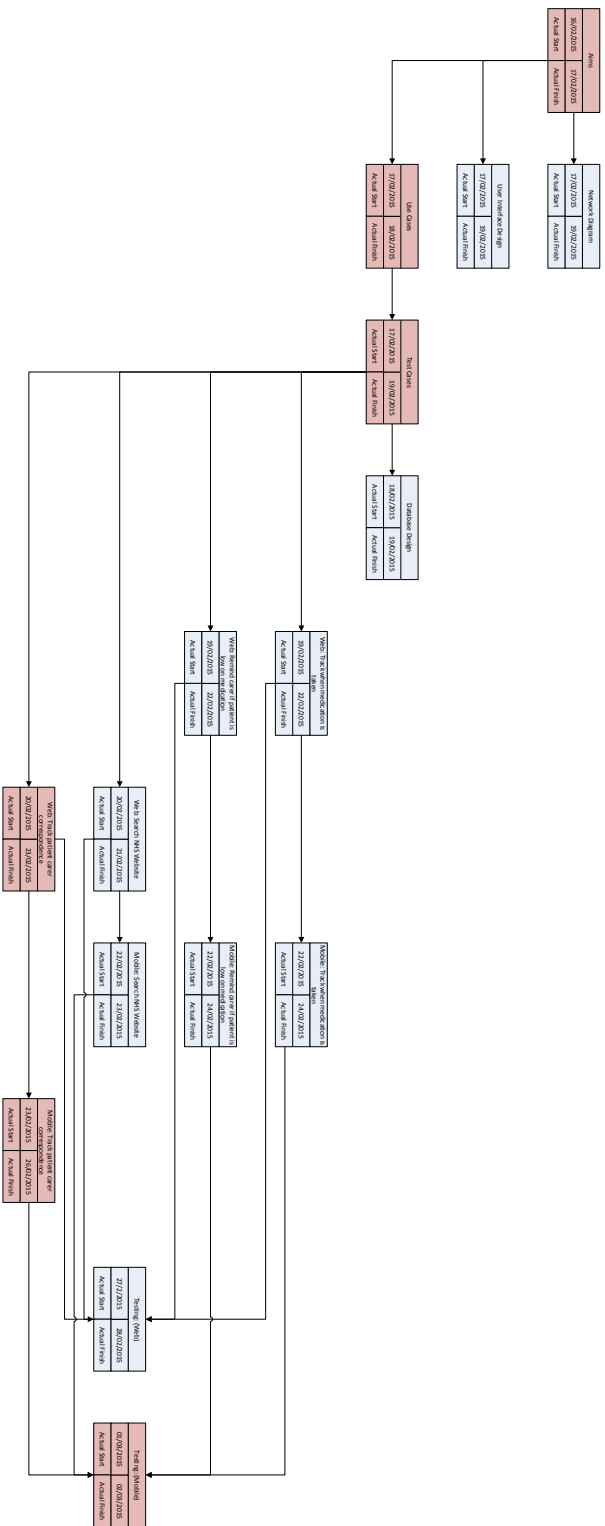 Aims
16/02/2015 17/02/2015
Actual Start Actual Finish
Network Diagram
17/02/2015 19/02/2015
Actual Start Actual Finish
User Interface Design
17/02/2015 19/02/2015
Actual Start Actual Finish
Use Cases
17/02/2015 18/02/2015
Actual Start Actual Finish
Test Cases
17/02/2015 19/02/2015
Actual Start Actual Finish
Database Design
18/02/2015 19/02/2015
Actual Start Actual Finish
Web: Track when medication is
taken
19/02/2015 22/02/2015
Actual Start Actual Finish
Mobile: Track when medication is
taken
22/02/2015 24/02/2015
Actual Start Actual Finish
Web: Remind carer if patient is
low on medication
19/02/2015 22/02/2015
Actual Start Actual Finish
Mobile: Remind carer if patient is
low on medication
22/02/2015 24/02/2015
Actual Start Actual Finish
Web: Search NHS Website
20/02/2015 21/02/2015
Actual Start Actual Finish
Mobile: Search NHS Website
22/02/2015 23/02/2015
Actual Start Actual Finish
Testing: (Web)
27/2/2015 28/02/2015
Actual Start Actual Finish
Testing: (Mobile)
01/03/2015 02/03/2015
Actual Start Actual Finish
Web: Track patient carer
correspondence
20/02/2015 23/02/2015
Actual Start Actual Finish
Mobile: Track patient carer
correspondence
23/02/2015 26/02/2015
Actual Start Actual Finish